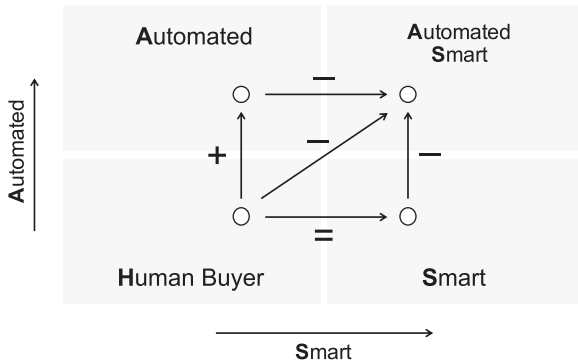 Automated
Automated
Smart
−
+
−
−
=
Automated
Human Buyer
Smart
Smart